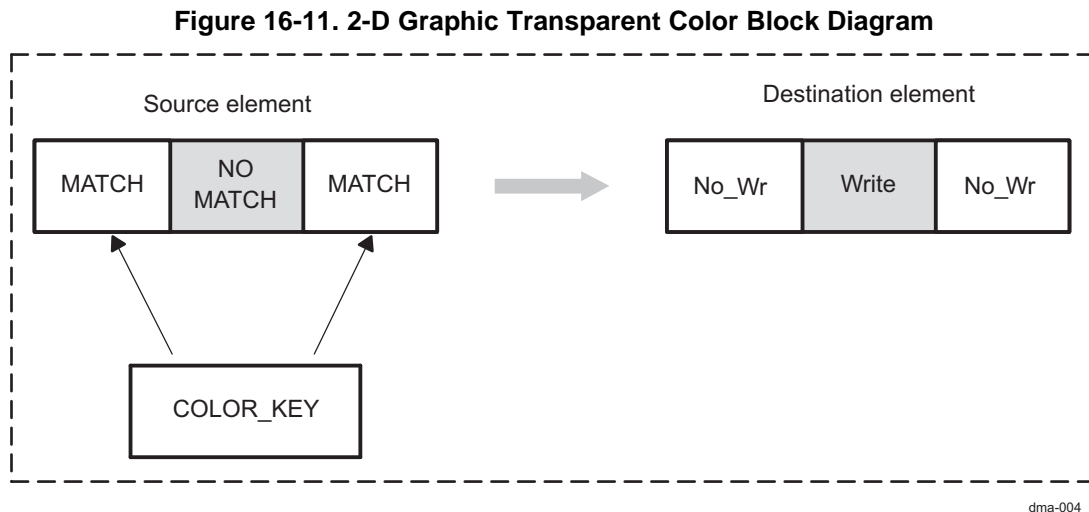 Figure 16-11. 2-D Graphic Transparent Color Block Diagram
Source element
Destination element
MATCH
NO
MATCH
MATCH
No_Wr
Write
No_Wr
COLOR_KEY
dma-004